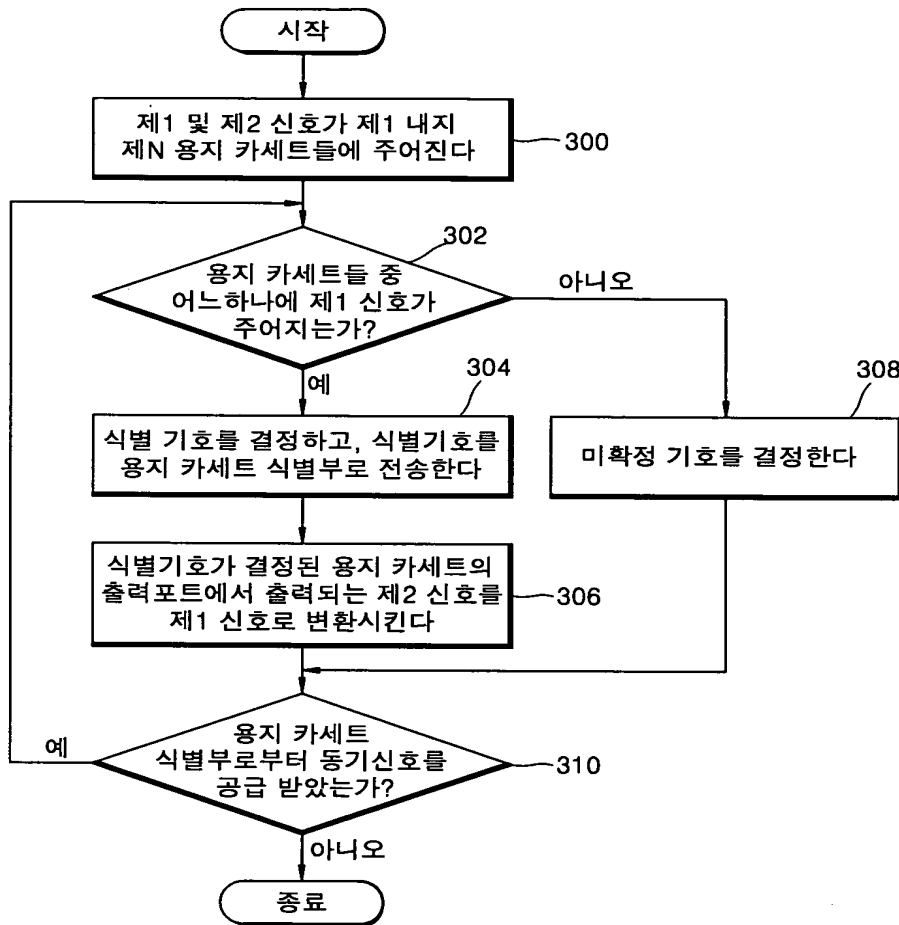 시작
제1 및 제2 신호가 제1 내지
제N 용지 카세트들에 주어진다
300
302
용지 카세트들 중
어느하나에 제1 신호가
주어지는가?
아니오
예
304
308
식별 기호를 결정하고, 식별기호를
용지 카세트 식별부로 전송한다
미확정 기호를 결정한다
식별기호가 결정된 용지 카세트의
출력포트에서 출력되는 제2 신호를
제1 신호로 변환시킨다
306
용지 카세트
식별부로부터 동기신호를
공급 받았는가?
예
310
아니오
종료